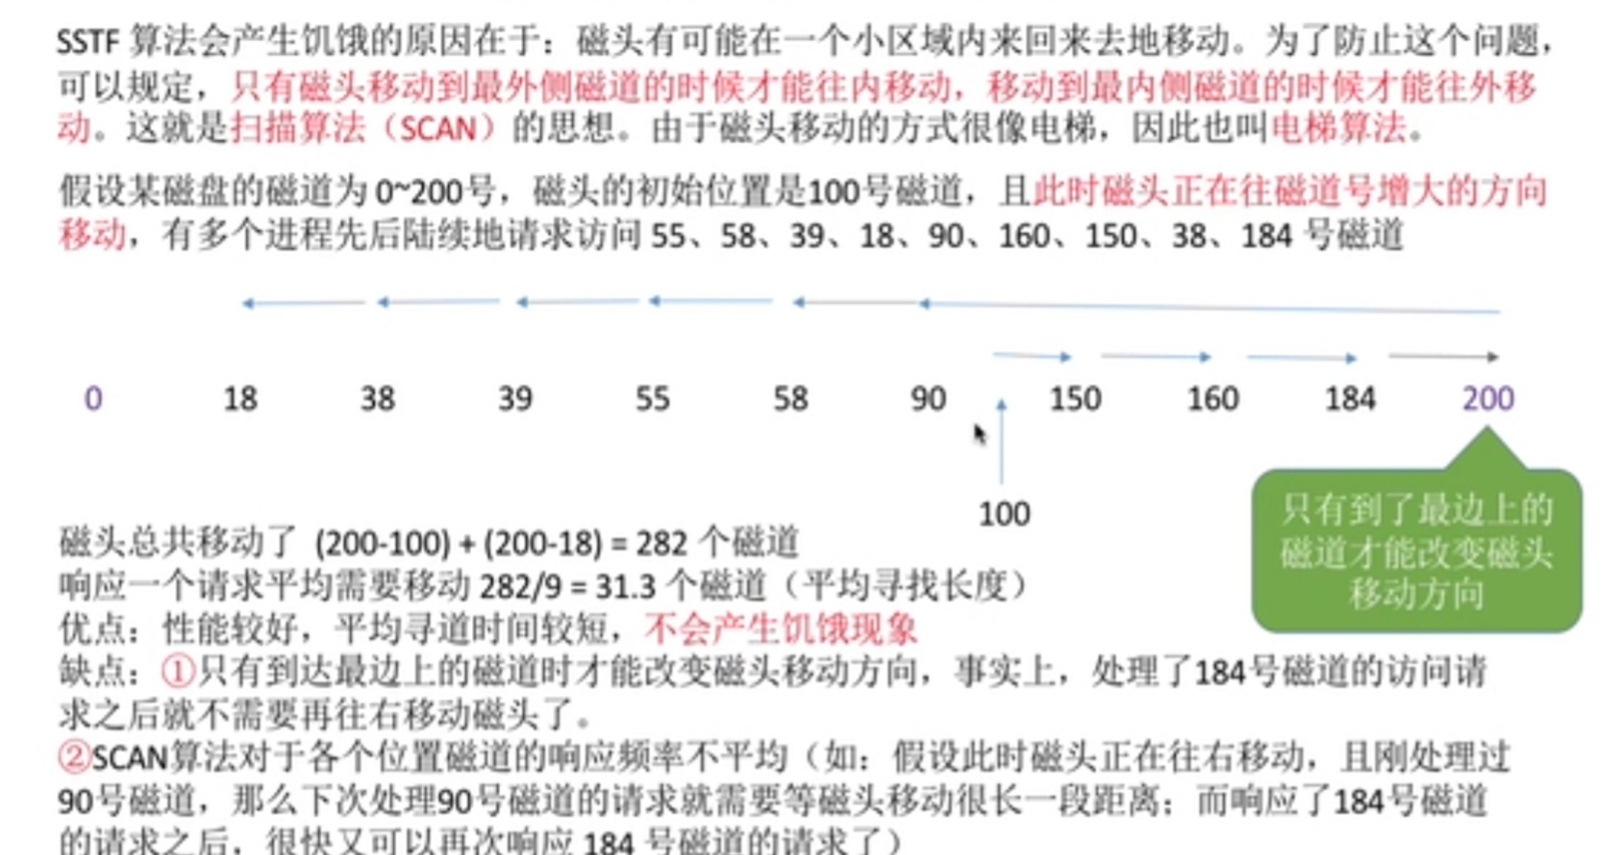 SSTF 算法会产生饥饿的原因在于：磁头有可能在一个小区域内来回来去地移动。为了防止这个问题，
可以规定，只有磁头移动到最外侧磁道的时候才能往内移动，移动到最内侧磁道的时候才能往外移
动。这就是扫描算法（SCAN）的思想。由于磁头移动的方式很像电梯，因此也叫电梯算法。
假设某磁盘的磁道为 0~200号，磁头的初始位置是100号磁道，且此时磁头正在往磁道号增大的方向
移动，有多个进程先后陆续地请求访问 55、58、39、18、90、160、150、38、184 号磁道
0 18 38 39 55 58 90 150 160 184 200
100
只有到了最边上的
磁道才能改变磁头
移动方向
磁头总共移动了 (200-100) + (200-18) = 282 个磁道
响应一个请求平均需要移动 282/9 = 31.3 个磁道（平均寻找长度）
优点：性能较好，平均寻道时间较短，不会产生饥饿现象
缺点：①只有到达最边上的磁道时才能改变磁头移动方向，事实上，处理了184号磁道的访问请
求之后就不需要再往右移动磁头了。
②SCAN算法对于各个位置磁道的响应频率不平均（如：假设此时磁头正在往右移动，且刚处理过
90号磁道，那么下次处理90号磁道的请求就需要等磁头移动很长一段距离；而响应了184号磁道
的请求之后，很快又可以再次响应 184 号磁道的请求了）